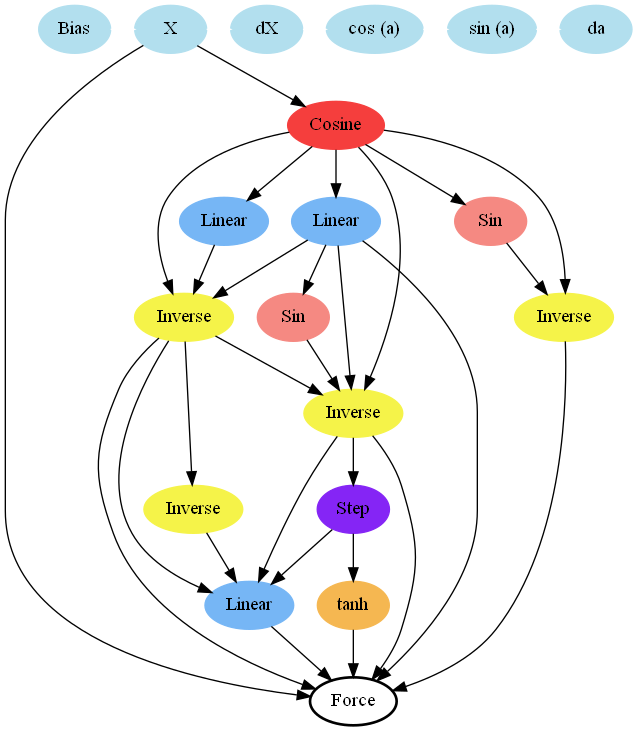 Bias X dX cos (a) sin (a) da
Cosine
Linear Linear Sin
Inverse Sin Inverse
Inverse
Inverse Step
Linear tanh
Force